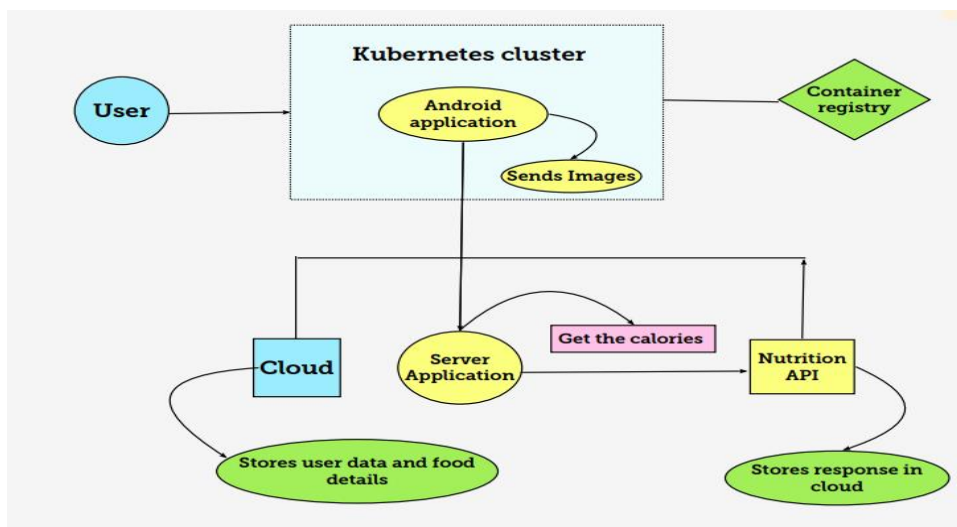 Kubernetes cluster
User
Android
application
Container
registry
Sends Images
Get the calories
Cloud
Server
Application
Nutrition
API
Stores user data and food
details
Stores response in
cloud